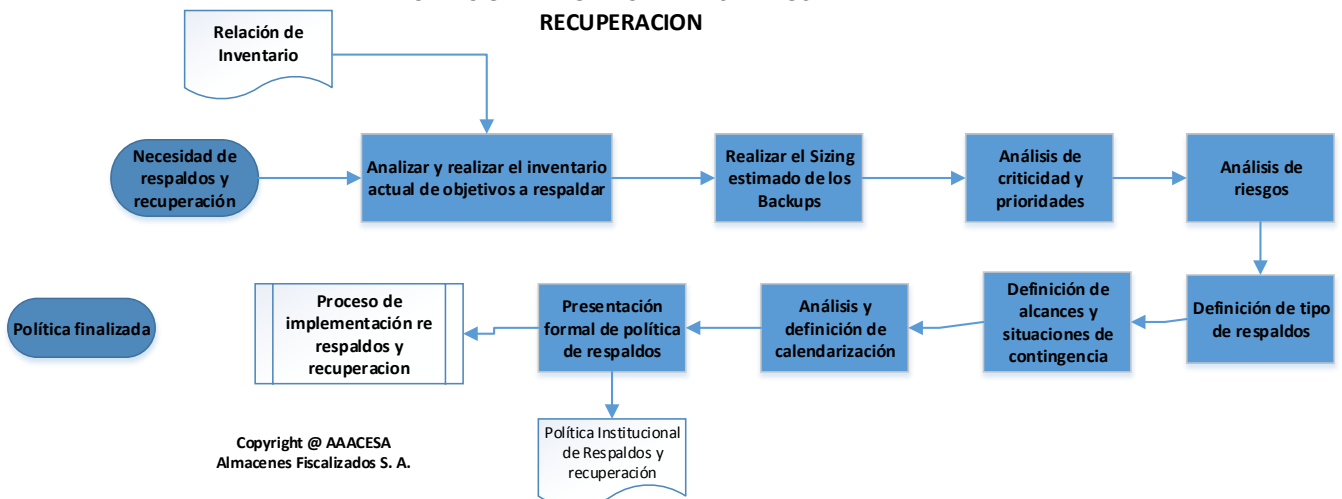 RECUPERACION
Relación de
Inventario
Necesidad de
respaldos y
recuperación
Analizar y realizar el inventario
actual de objetivos a respaldar
Realizar el Sizing
estimado de los
Backups
Análisis de
criticidad y
prioridades
Análisis de
riesgos
Política finalizada
Proceso de
implementación re
respaldos y
recuperacion
Presentación
formal de política
de respaldos
Análisis y
definición de
calendarización
Definición de
alcances y
situaciones de
contingencia
Definición de tipo
de respaldos
Política Institucional
de Respaldos y
recuperación
Copyright @ AAACESA
Almacenes Fiscalizados S. A.